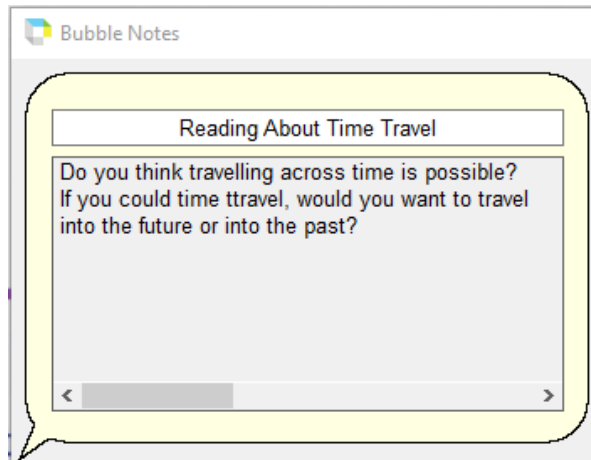 Bubble Notes
Reading About Time Travel
Do you think travelling across time is possible?
If you could time ttravel, would you want to travel
into the future or into the past?